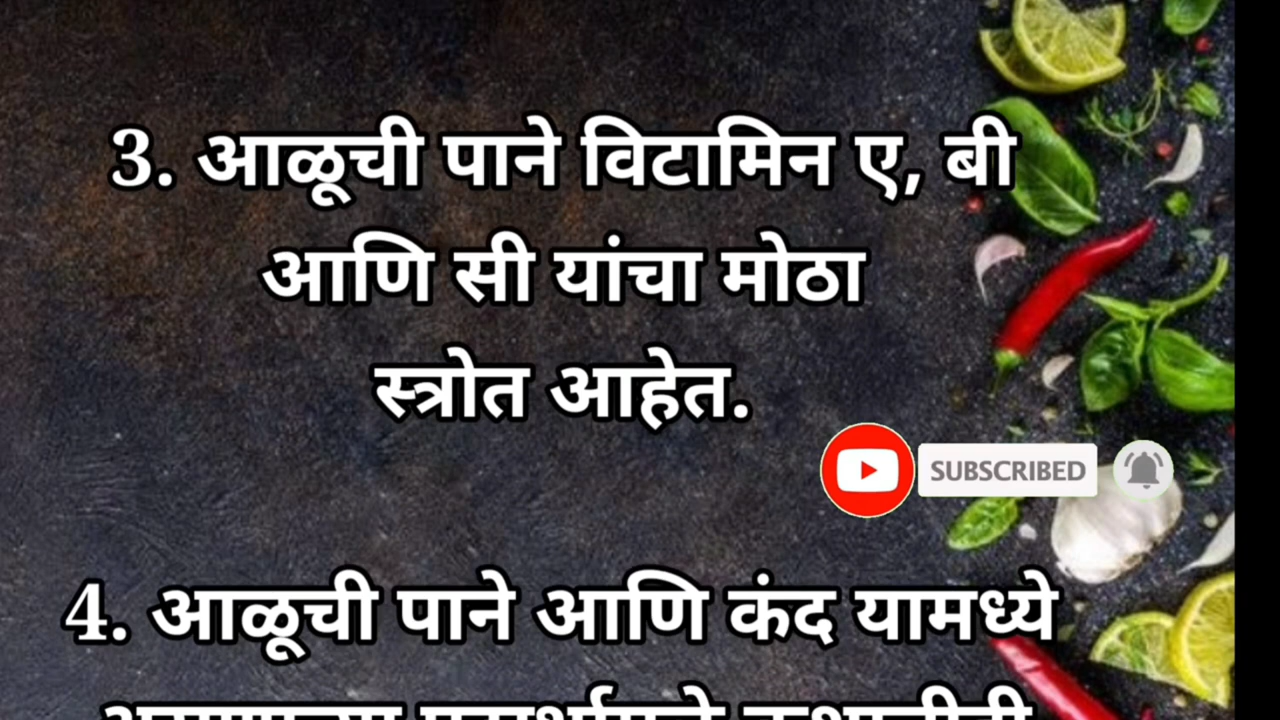 3. आळूची पाने विटामिन ए, बी
आणि सी यांचा मोठा
स्त्रोत आहेत.
SUBSCRIBED
4. आळूची पाने आणि कंद यामध्ये